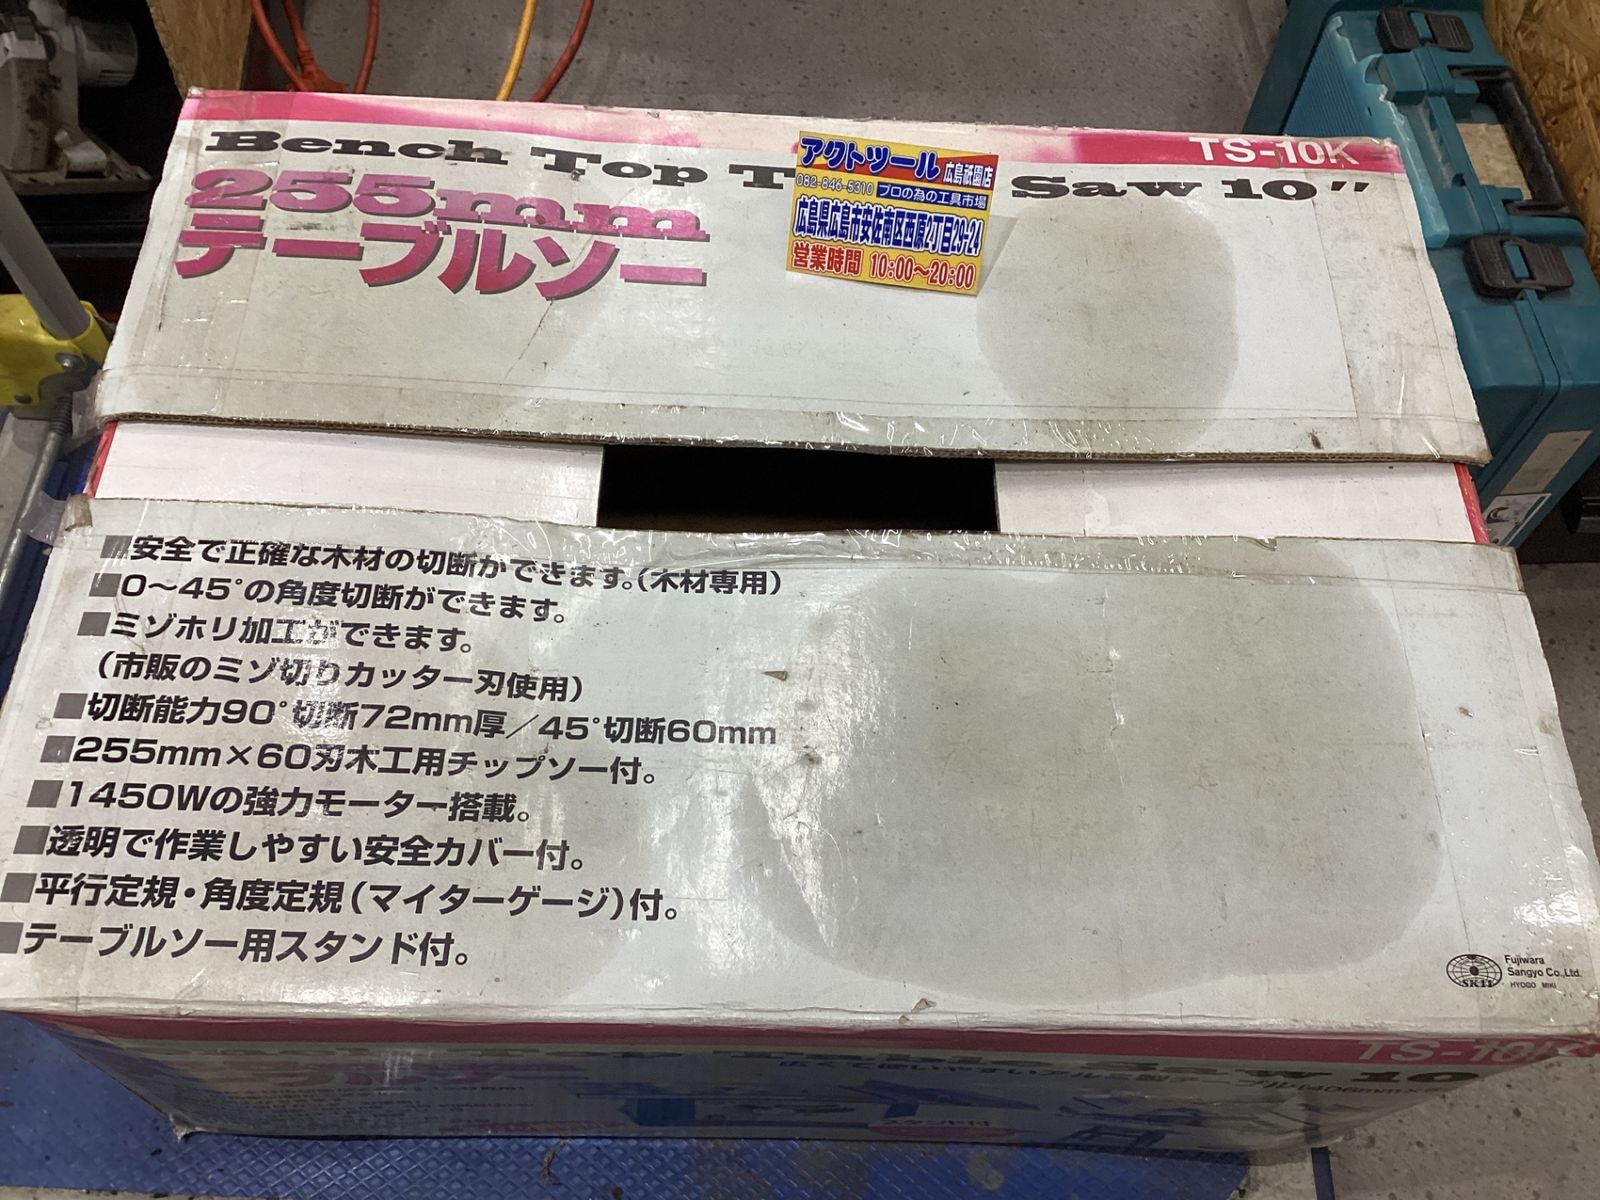 TS-10K
Bench Top T Saw 10"
255mm
テーブルソー
アクトツール 広島祇園店
082-846-5310 プロの為の工具市場
広島県広島市安佐南区西原2丁目29-24
営業時間 10:00〜20:00
■安全で正確な木材の切断ができます。(木材専用)
■0〜45°の角度切断ができます。
■ミゾホリ加工ができます。
(市販のミゾ切りカッター刃使用)
■切断能力90°切断72mm厚/45°切断60mm
■255mm×60刃木工用チップソー付。
■1450Wの強力モーター搭載。
■透明で作業しやすい安全カバー付。
■平行定規・角度定規(マイターゲージ)付。
■テーブルソー用スタンド付。
SK11
Fujiwara
Sangyo Co.,Ltd.
HYOGO MIKI
TS-10K